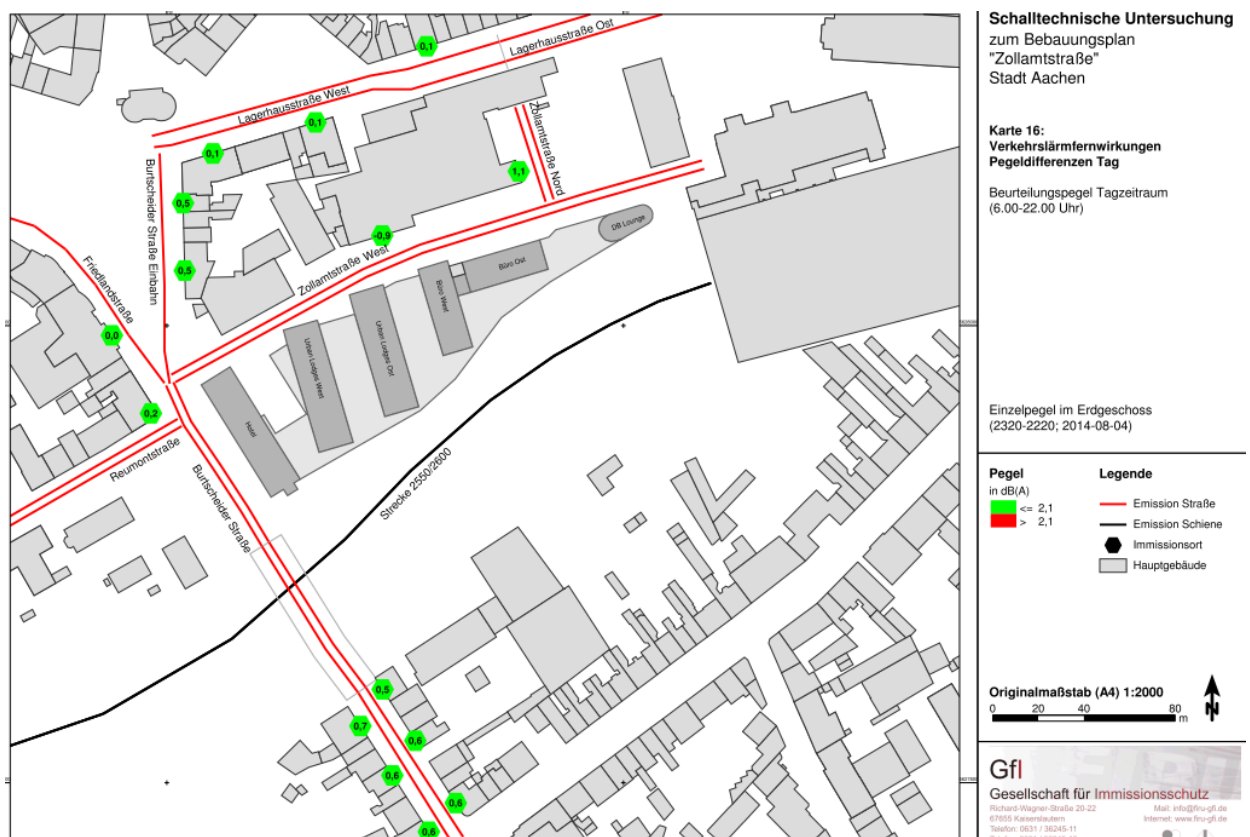 Schalltechnische Untersuchung
zum Bebauungsplan
"Zollamtstraße"
Stadt Aachen
Karte 16:
Verkehrslärmfernwirkungen
Pegeldifferenzen Tag
Beurteilungspegel Tagzeitraum
(6.00-22.00 Uhr)
Einzelpegel im Erdgeschoss
(2320-2220; 2014-08-04)
Pegel
in dB(A)
<= 2,1
> 2,1
Legende
Emission Straße
Emission Schiene
Immissionsort
Hauptgebäude
Originalmaßstab (A4) 1:2000
0 20 40 80 m
N
GfI
Gesellschaft für Immissionsschutz
Richard-Wagner-Straße 20-22
67655 Kaiserslautern
Telefon: 0631 / 36245-11
Mail: info@firu-gfi.de
Internet: www.firu-gfi.de
0,1
Lagerhausstraße Ost
Lagerhausstraße West
0,1
0,1
Zollamtstraße Nord
1,1
Burtscheider Straße Einbahn
0,5
-0,9
DB Lounge
Zollamtstraße West
Büro Ost
0,5
Büro West
Friedlandstraße
0,0
Urban Lodges West
Urban Lodges Ost
0,2
Hotel
Reumontstraße
Burtscheider Straße
Strecke 2550/2600
0,5
0,7
0,6
0,6
0,6
0,6